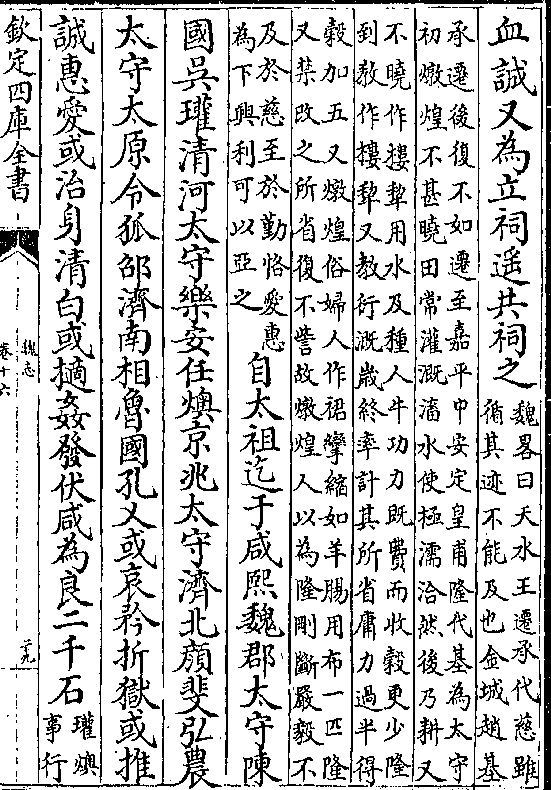 血誠又為立祠遥共祠之
魏畧曰天水王遷承代慈雖
循其迹不能及也金城趙基
承遷後復不如遷至嘉平中安定皇甫隆代基為太守
初燉煌不甚曉田常灌溉滀水使極濡洽然後乃耕又
不曉作耬犂用水及種人牛功力既費而收穀更少隆
到教作耬犂又教衍溉歲終率計其所省庸力過半得
穀加五又燉煌俗婦人作裙攣縮如羊腸用布一匹隆
又禁改之所省復不訾故燉煌人以為隆剛斷嚴毅不
及於慈至於勤恪愛惠
為下興利可以亞之
自太祖迄于咸熙魏郡太守陳
國吳瓘清河太守樂安任燠京兆太守濟北顏斐弘農
太守太原令狐邵濟南相魯國孔乂或哀矜折獄或推
誠惠愛或治身清白或擿姦發伏咸為良二千石
瓘燠
事行
欽定四庫全書
魏志
卷十六
二十九